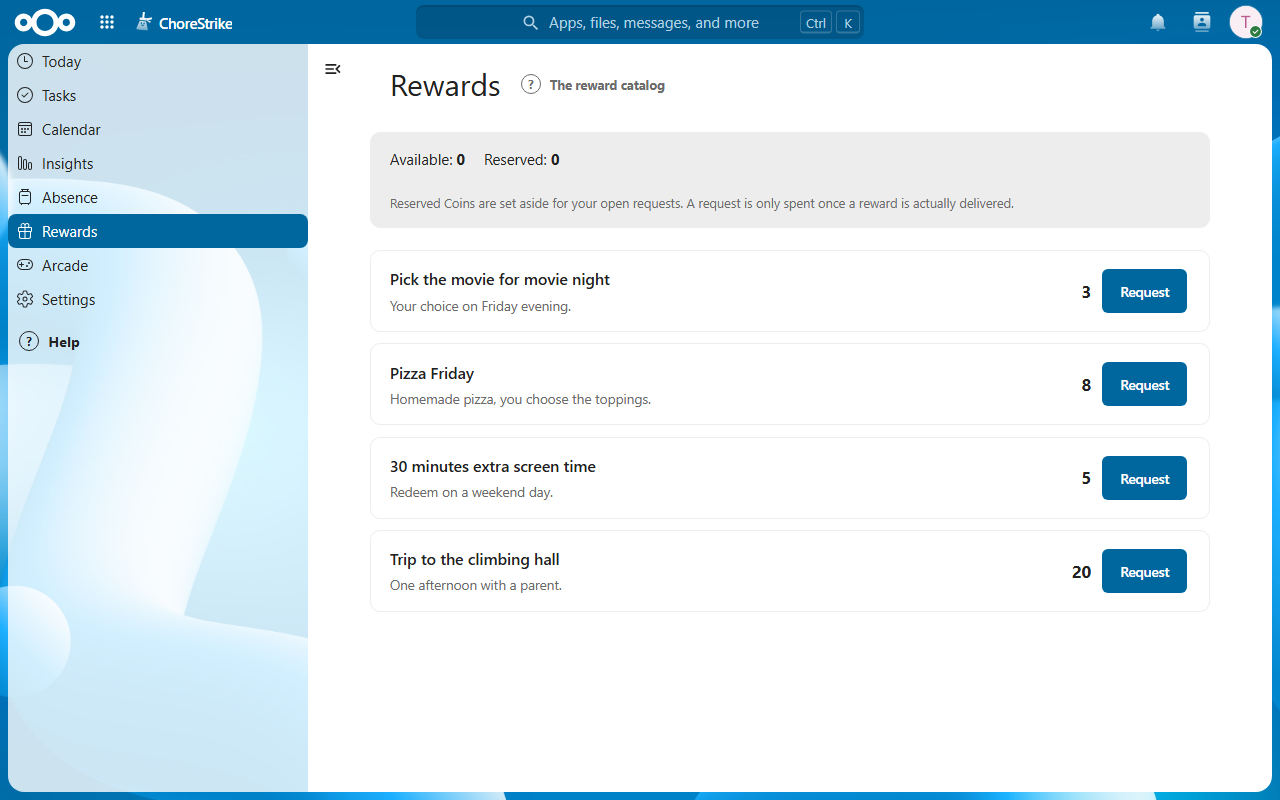 ChoreStrike
Apps, files, messages, and more
Ctrl
K
T
Today
Tasks
Calendar
Insights
Absence
Rewards
Arcade
Settings
? Help
Rewards
? The reward catalog
Available: 0 Reserved: 0
Reserved Coins are set aside for your open requests. A request is only spent once a reward is actually delivered.
Pick the movie for movie night
Your choice on Friday evening.
3
Request
Pizza Friday
Homemade pizza, you choose the toppings.
8
Request
30 minutes extra screen time
Redeem on a weekend day.
5
Request
Trip to the climbing hall
One afternoon with a parent.
20
Request